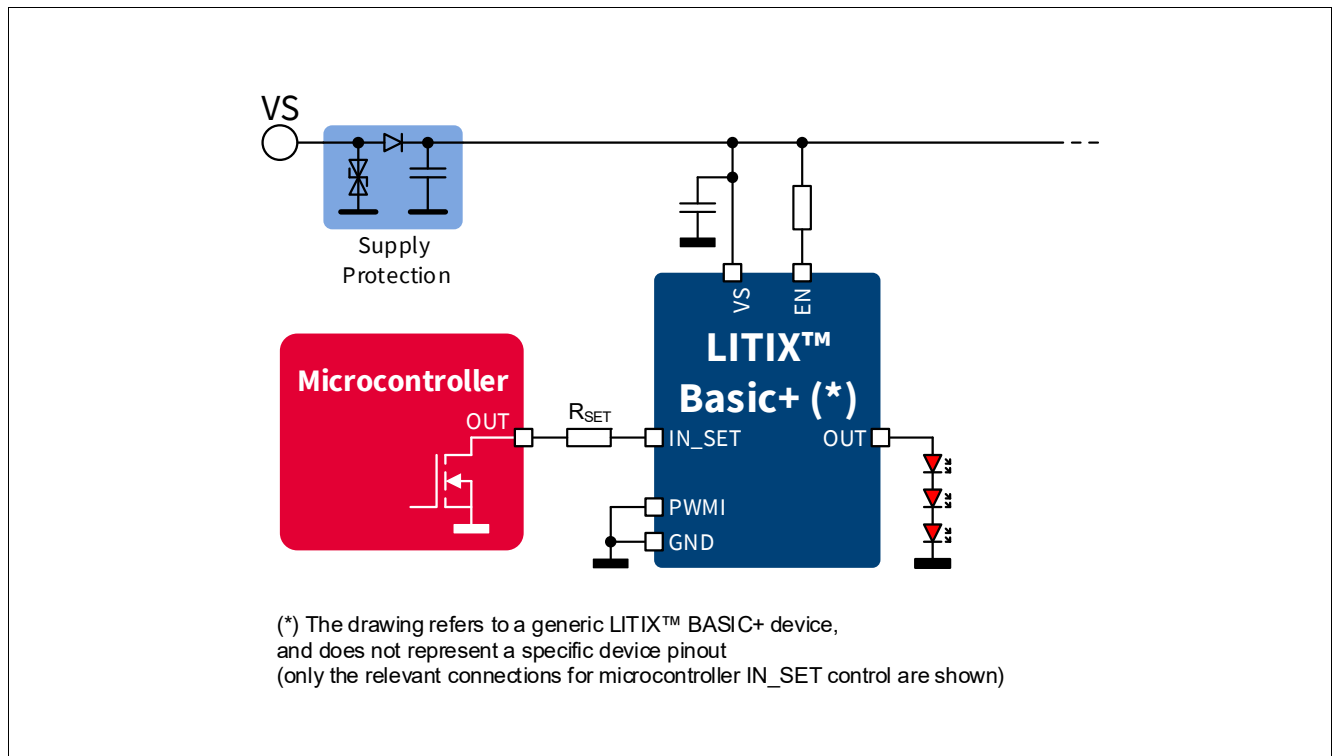 VS
Supply
Protection
VS
EN
LITIX™
Basic+ (*)
Microcontroller
OUT
RSET
IN_SET
OUT
PWMI
GND
(*) The drawing refers to a generic LITIX™ BASIC+ device,
and does not represent a specific device pinout
(only the relevant connections for microcontroller IN_SET control are shown)